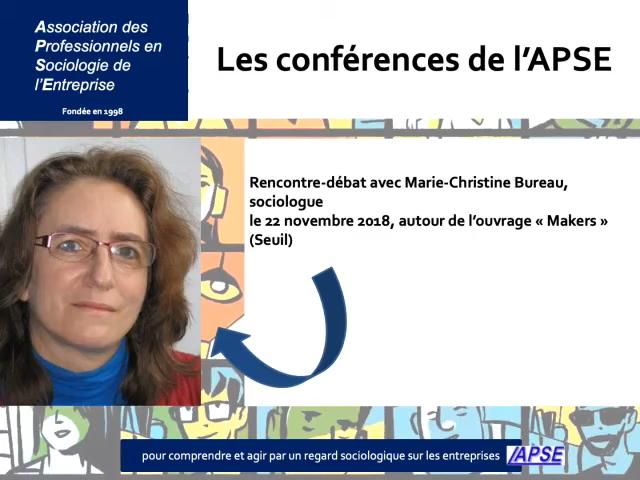 Association des
Professionnels en
Sociologie de
l'Entreprise
Fondée en 1998
Les conférences de l'APSE
Rencontre-débat avec Marie-Christine Bureau,
sociologue
le 22 novembre 2018, autour de l'ouvrage « Makers »
(Seuil)
pour comprendre et agir par un regard sociologique sur les entreprises
APSE